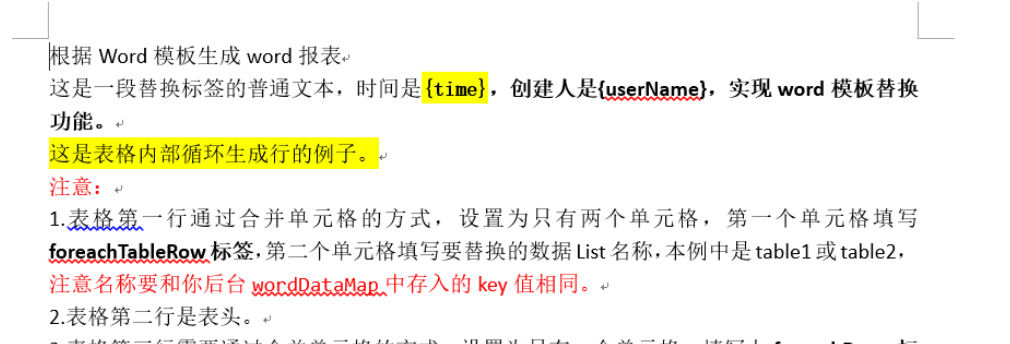 根据 Word 模板生成 word 报表
这是一段替换标签的普通文本，时间是{time}，创建人是{userName}，实现 word 模板替换
功能。
这是表格内部循环生成行的例子。
注意：
1.表格第一行通过合并单元格的方式，设置为只有两个单元格，第一个单元格填写
foreachTableRow 标签，第二个单元格填写要替换的数据 List 名称，本例中是 table1 或 table2，
注意名称要和你后台 wordDataMap 中存入的 key 值相同。
2.表格第二行是表头。